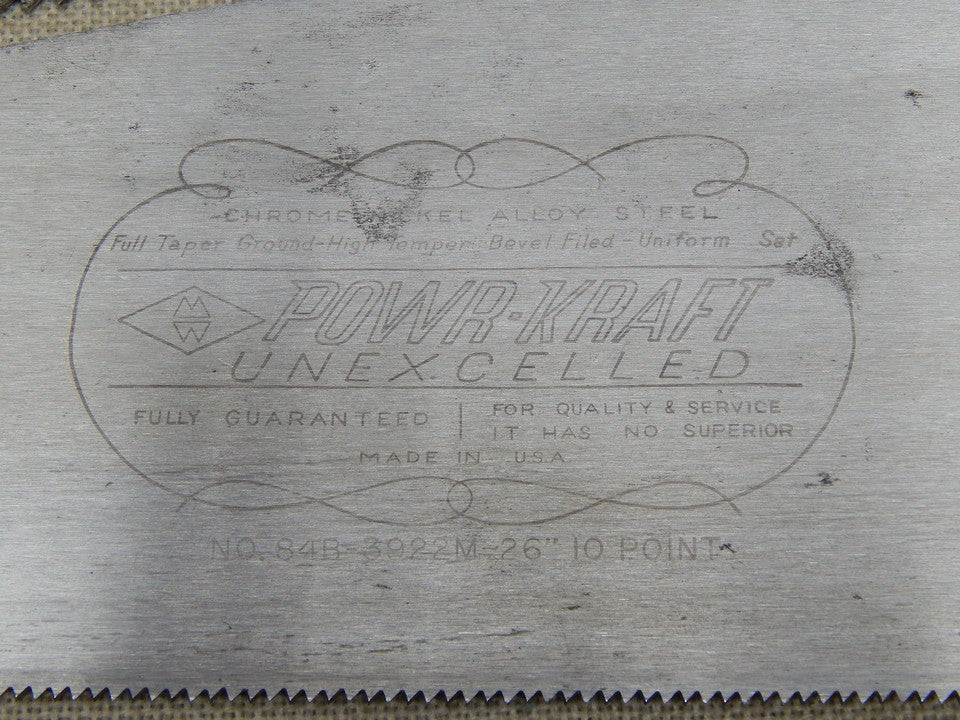 CHROME NICKEL ALLOY STEEL
Full Taper Ground-High Temper-Bevel Filed-Uniform Set
M
W
POWR-KRAFT
UNEXCELLED
FULLY GUARANTEED
FOR QUALITY & SERVICE
IT HAS NO SUPERIOR
MADE IN U.S.A
NO. 84B-3922M-26" 10 POINT